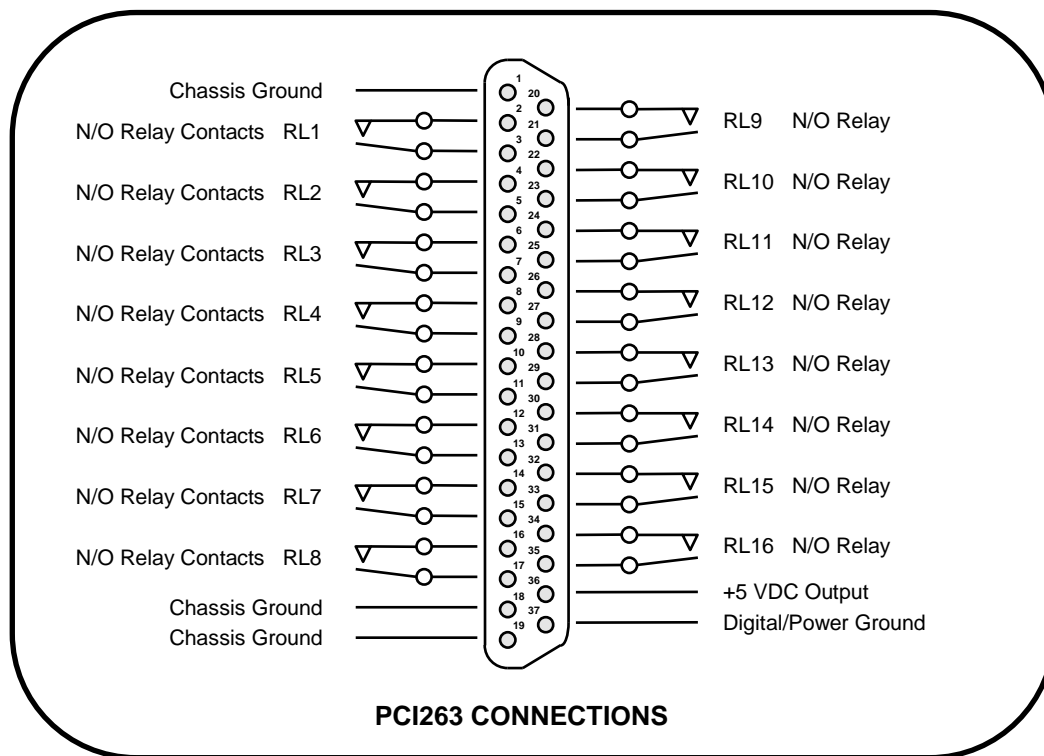 Chassis Ground
N/O Relay Contacts RL1
N/O Relay Contacts RL2
N/O Relay Contacts RL3
N/O Relay Contacts RL4
N/O Relay Contacts RL5
N/O Relay Contacts RL6
N/O Relay Contacts RL7
N/O Relay Contacts RL8
Chassis Ground
Chassis Ground
1
20
2
21
3
22
4
23
5
24
6
25
7
26
8
27
9
28
10
29
11
30
12
31
13
32
14
33
15
34
16
35
17
36
18
37
19
RL9 N/O Relay
RL10 N/O Relay
RL11 N/O Relay
RL12 N/O Relay
RL13 N/O Relay
RL14 N/O Relay
RL15 N/O Relay
RL16 N/O Relay
+5 VDC Output
Digital/Power Ground
PCI263 CONNECTIONS